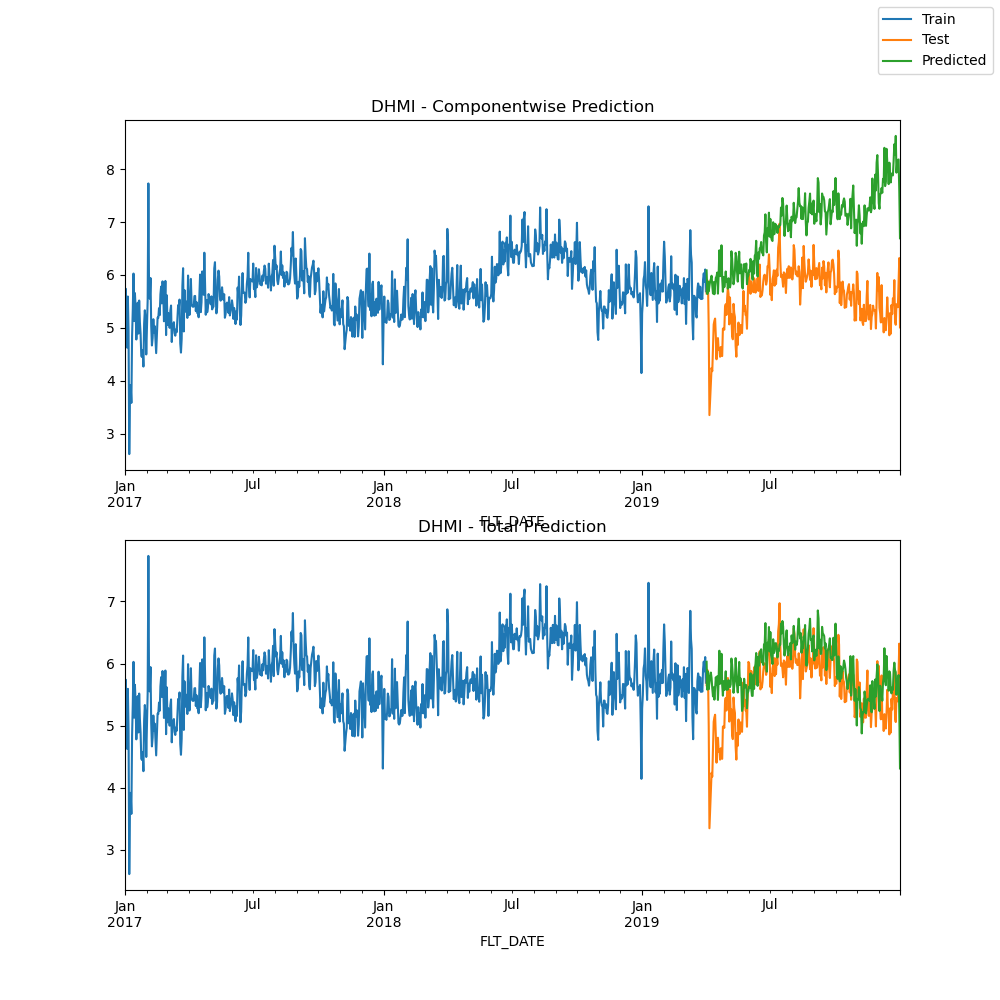 Train
Test
Predicted
DHMI - Componentwise Prediction
8
7
6
5
4
3
Jan
2017
Jul
Jan
2018
Jul
Jan
2019
Jul
FLT_DATE
DHMI - Total Prediction
7
6
5
4
3
Jan
2017
Jul
Jan
2018
Jul
Jan
2019
Jul
FLT_DATE